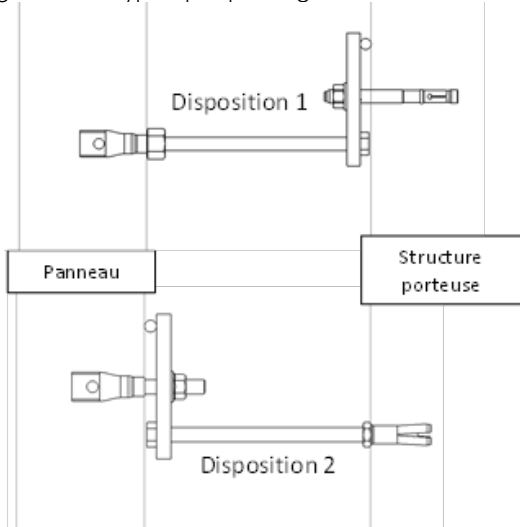 Disposition 1
Panneau
Structure
porteuse
Disposition 2